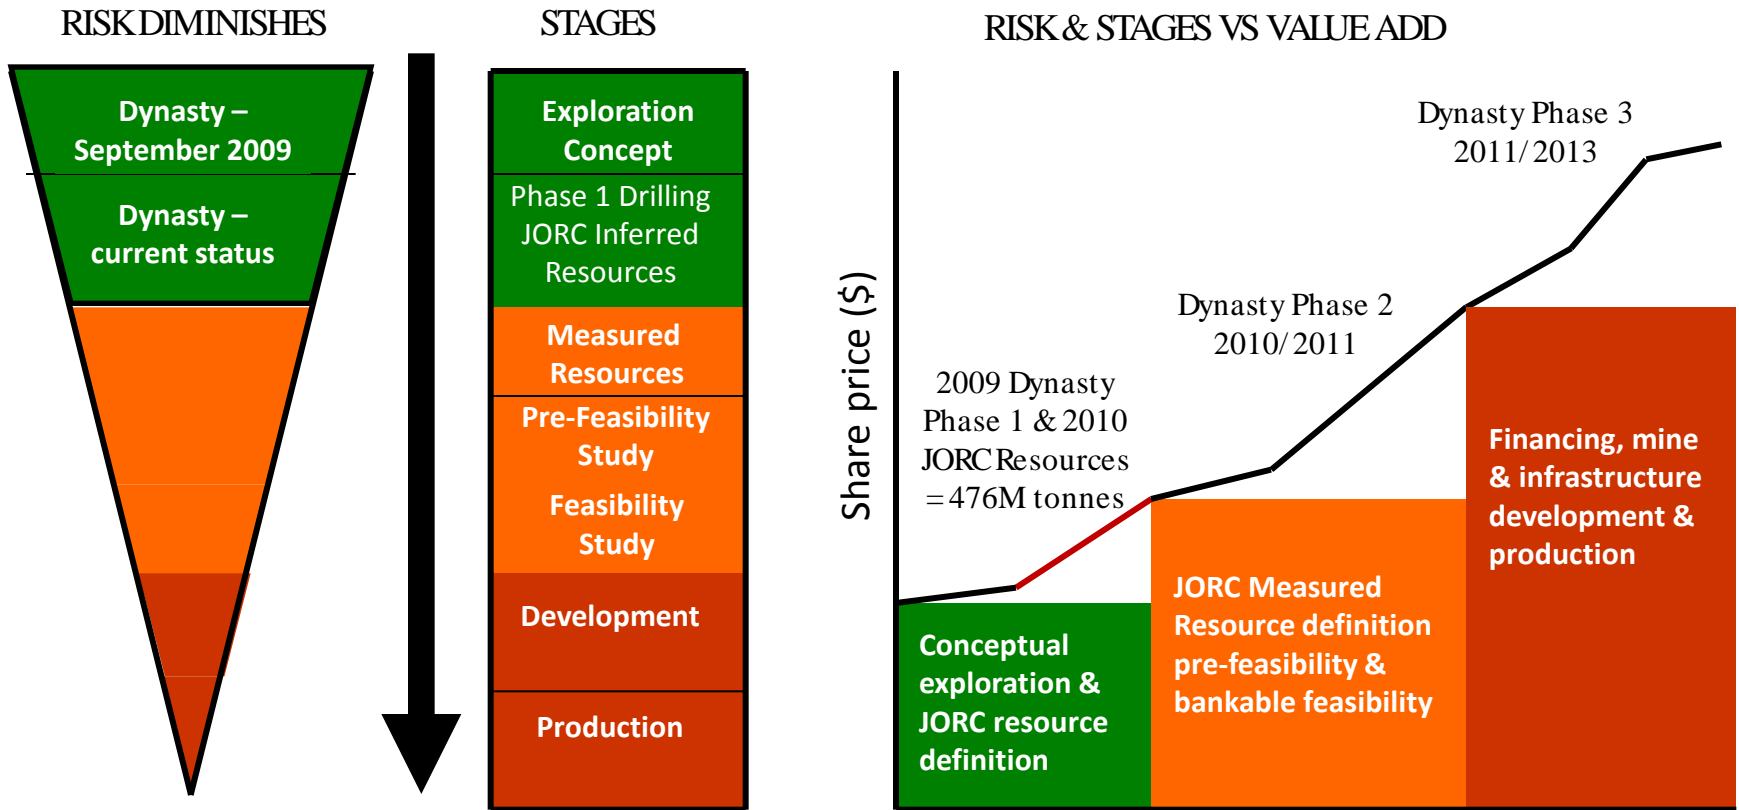 RISK DIMINISHES
STAGES
RISK & STAGES VS VALUE ADD
Dynasty –
September 2009
Dynasty –
current status
Exploration
Concept
Phase 1 Drilling
JORC Inferred
Resources
Measured
Resources
Pre-Feasibility
Study
Feasibility
Study
Development
Production
Share price ($)
2009 Dynasty
Phase 1 & 2010
JORC Resources
= 476M tonnes
Dynasty Phase 2
2010/2011
Dynasty Phase 3
2011/2013
Conceptual
exploration &
JORC resource
definition
JORC Measured
Resource definition
pre-feasibility &
bankable feasibility
Financing, mine
& infrastructure
development &
production